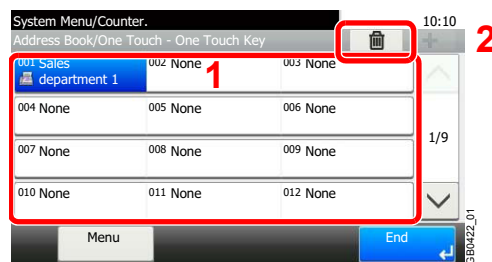 System Menu/Counter.
10:10
Address Book/One Touch - One Touch Key
2
001 Sales
department 1
002 None
1
003 None
004 None
005 None
006 None
1/9
007 None
008 None
009 None
010 None
011 None
012 None
Menu
End
GB0422_01